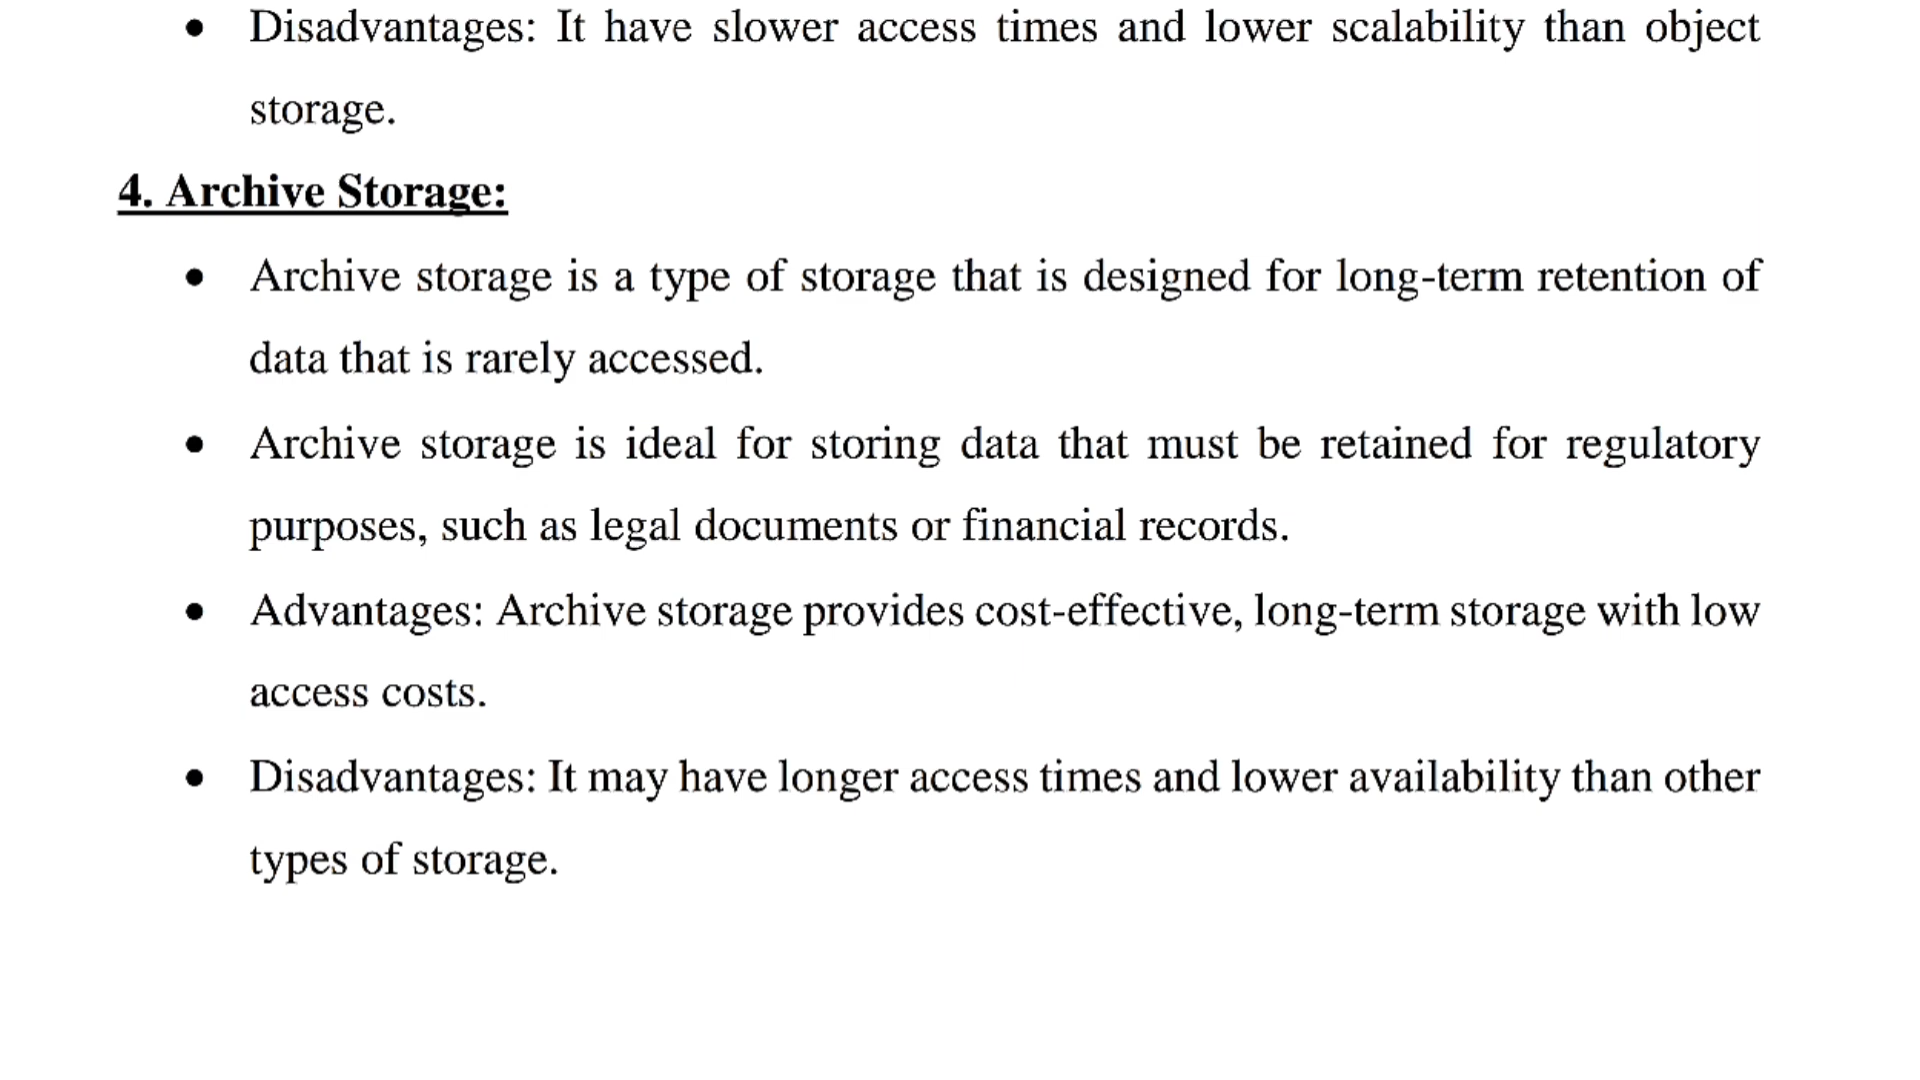 • Disadvantages: It have slower access times and lower scalability than object
storage.
4. Archive Storage:
• Archive storage is a type of storage that is designed for long-term retention of
data that is rarely accessed.
• Archive storage is ideal for storing data that must be retained for regulatory
purposes, such as legal documents or financial records.
• Advantages: Archive storage provides cost-effective, long-term storage with low
access costs.
• Disadvantages: It may have longer access times and lower availability than other
types of storage.